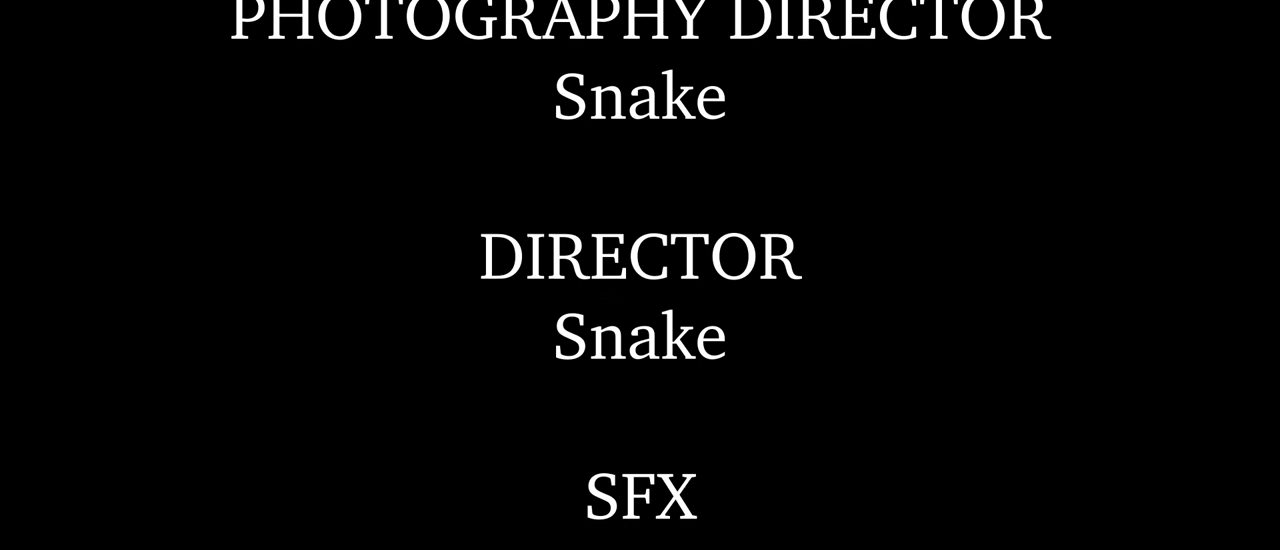 PHOTOGRAPHY DIRECTOR
Snake
DIRECTOR
Snake
SFX